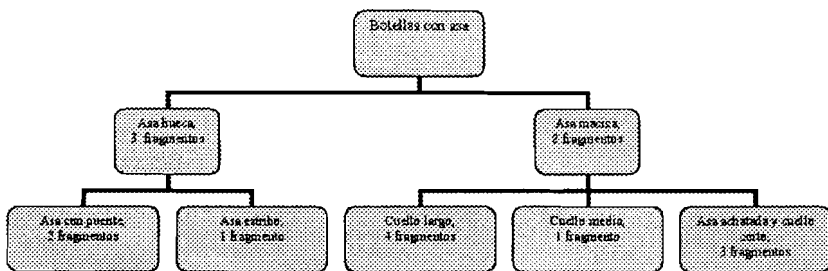 Botellas con asa
Asa hueca,
3 fragmentos
Asa maciza,
8 fragmentos
Asa con puente,
2 fragmentos
Asa estribo,
1 fragmento
Cuello largo,
4 fragmentos
Cuello medio,
1 fragmento
Asa achatada y cuello
corto,
3 fragmentos